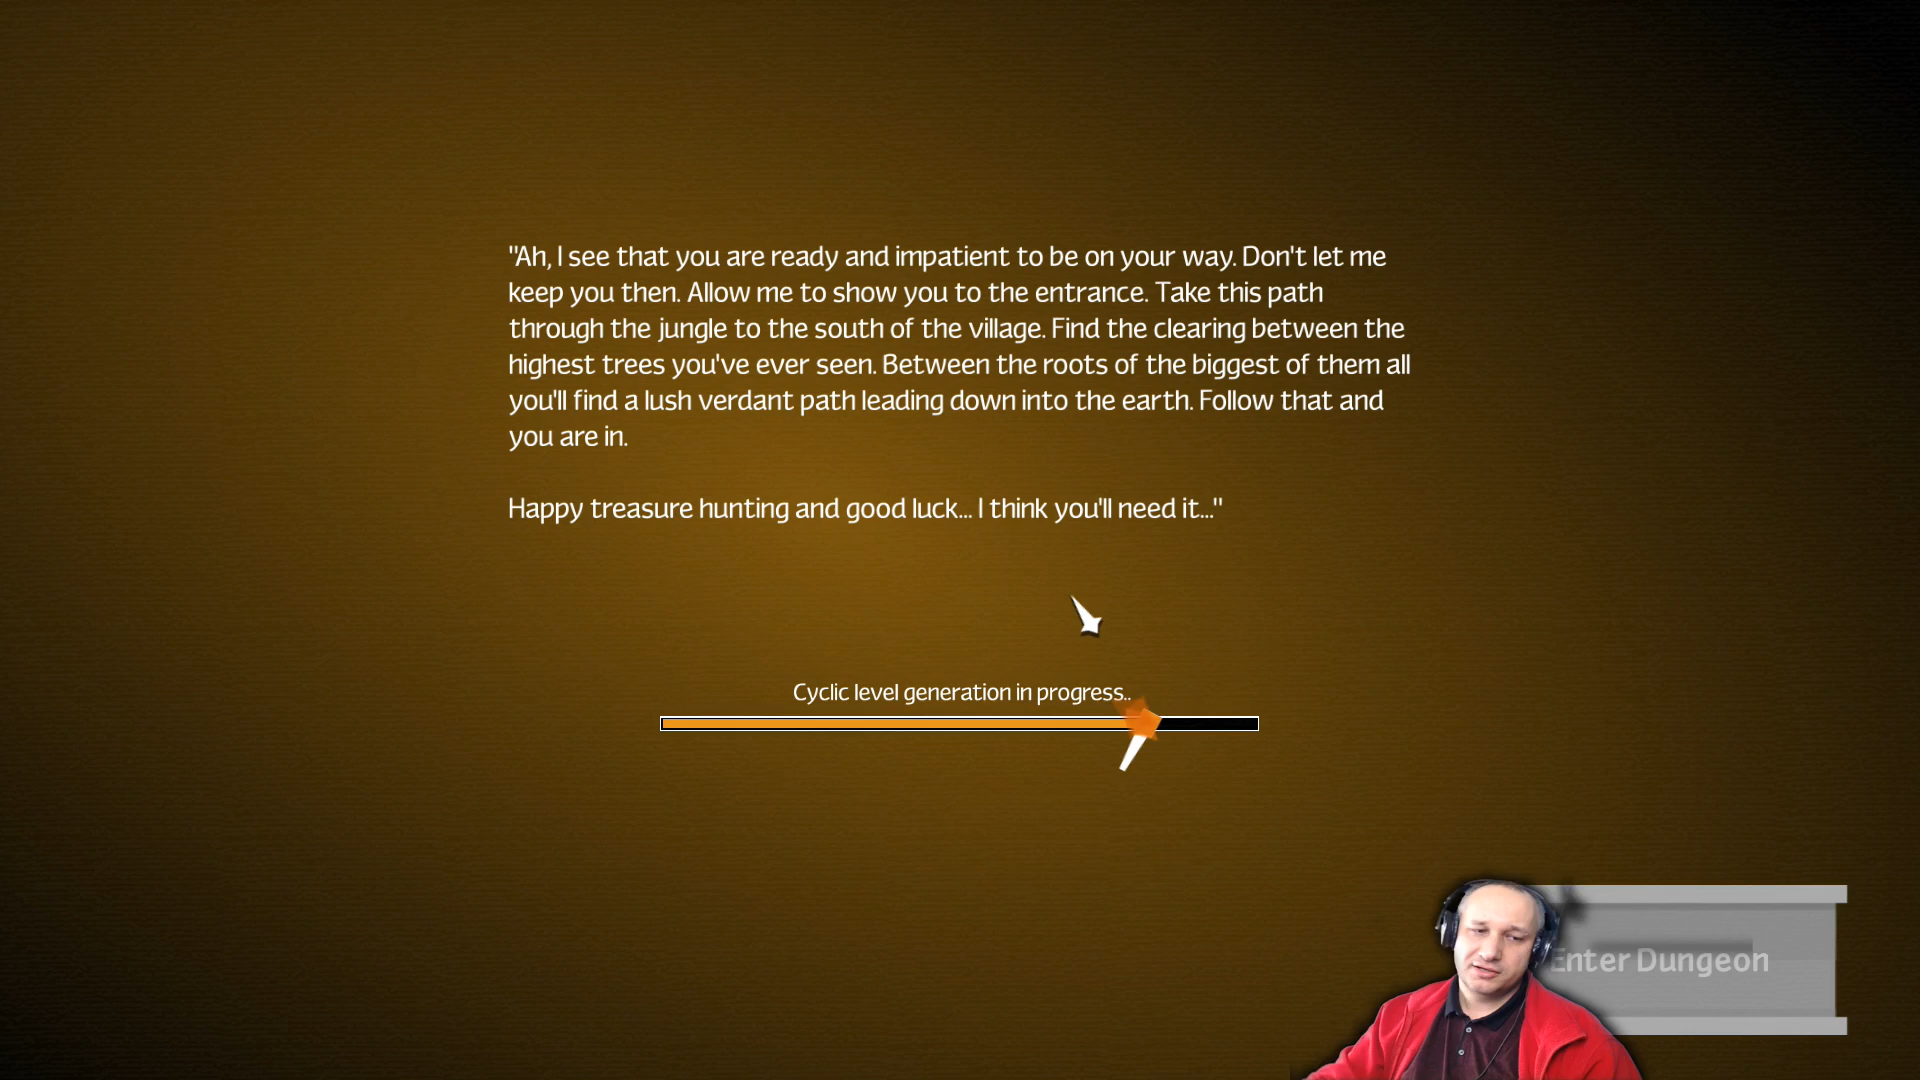 "Ah, I see that you are ready and impatient to be on your way. Don't let me
keep you then. Allow me to show you to the entrance. Take this path
through the jungle to the south of the village. Find the clearing between the
highest trees you've ever seen. Between the roots of the biggest of them all
you'll find a lush verdant path leading down into the earth. Follow that and
you are in.
Happy treasure hunting and good luck... I think you'll need it..."
Cyclic level generation in progress..
Enter Dungeon